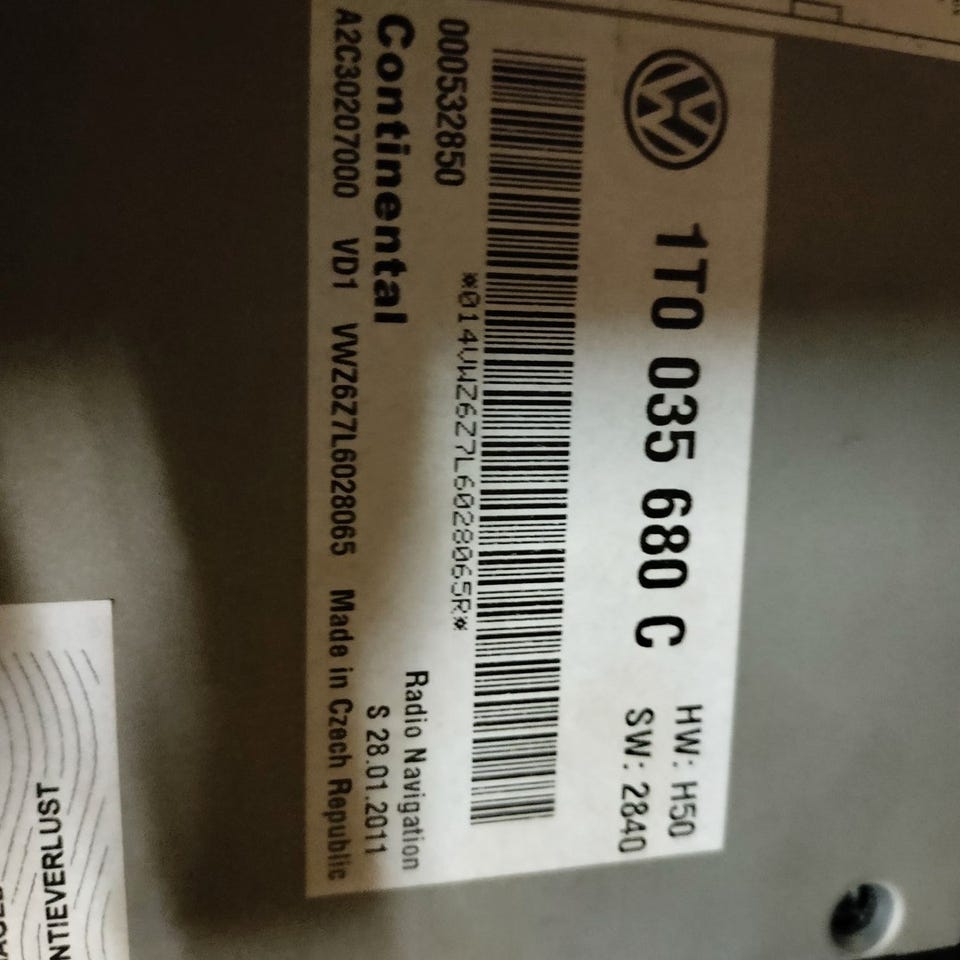 1T0 035 680 C
HW: H50
SW: 2840
*014VWZ6Z7L6028065R*
000532850
Radio Navigation
Continental
S 28.01.2011
A2C30207000 VD1 VWZ6Z7L6028065 Made in Czech Republic
NTIEVERLUST